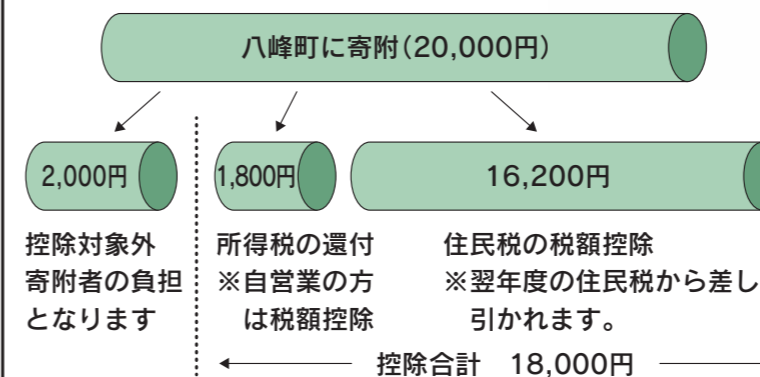 八峰町に寄附(20,000円)
2,000円
1,800円
16,200円
控除対象外
寄附者の負担
となります
所得税の還付
※自営業の方
は税額控除
住民税の税額控除
※翌年度の住民税から差し
引かれます。
控除合計 18,000円